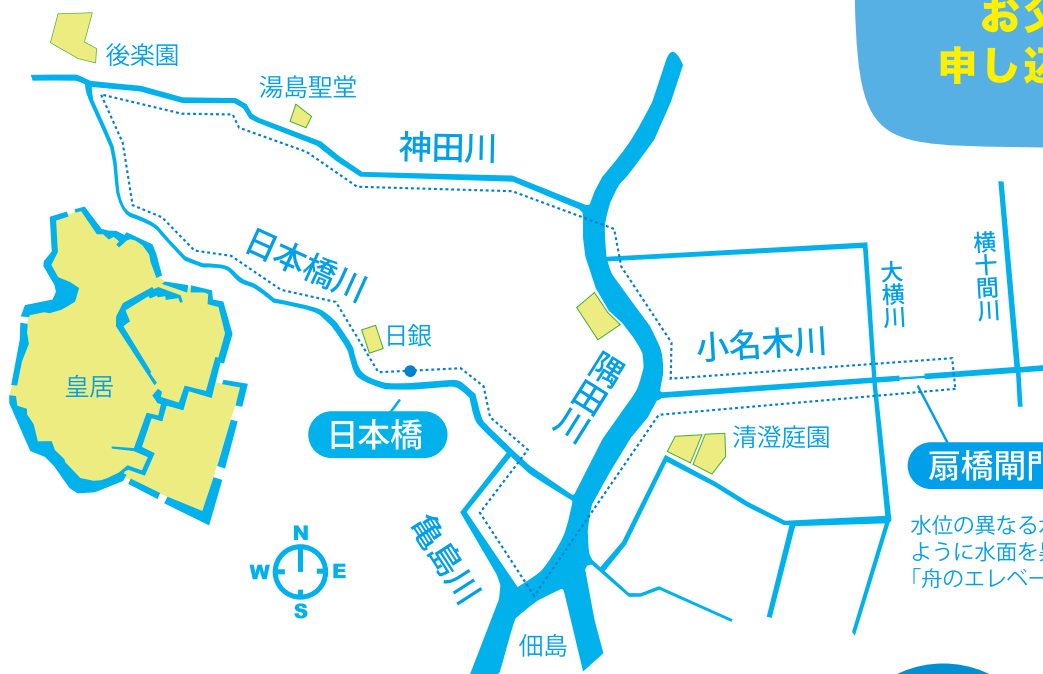 お
申し込
後楽園
湯島聖堂
神田川
日本橋川
日銀
皇居
日本橋
隅田川
小名木川
大横川
横十間川
清澄庭園
扇橋閘門
水位の異なる
ように水面を
「舟のエレベー
亀島川
佃島
N
W
E
S